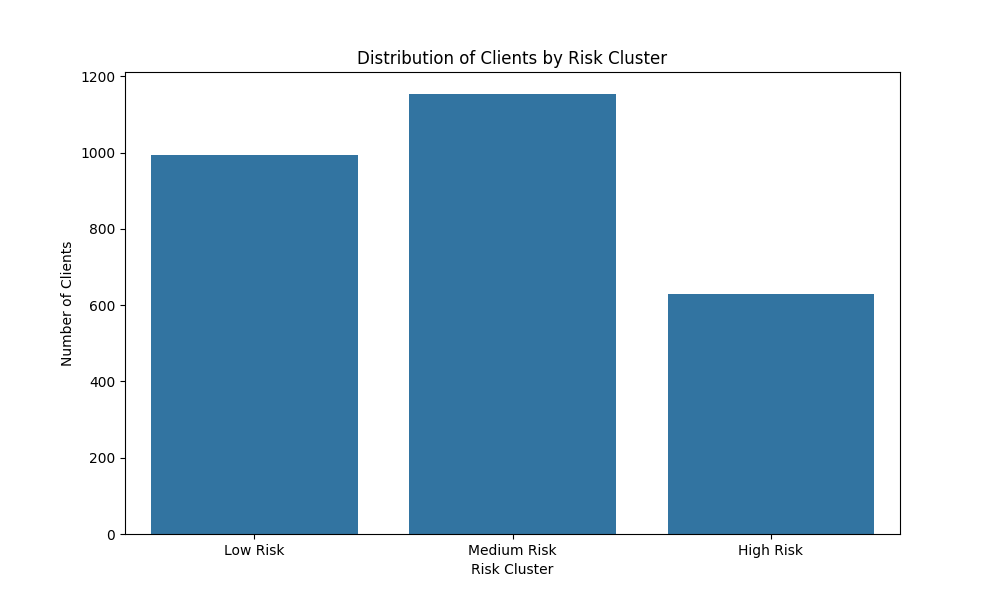 Distribution of Clients by Risk Cluster
1200
1000
800
600
400
200
0
Number of Clients
Low Risk
Medium Risk
High Risk
Risk Cluster